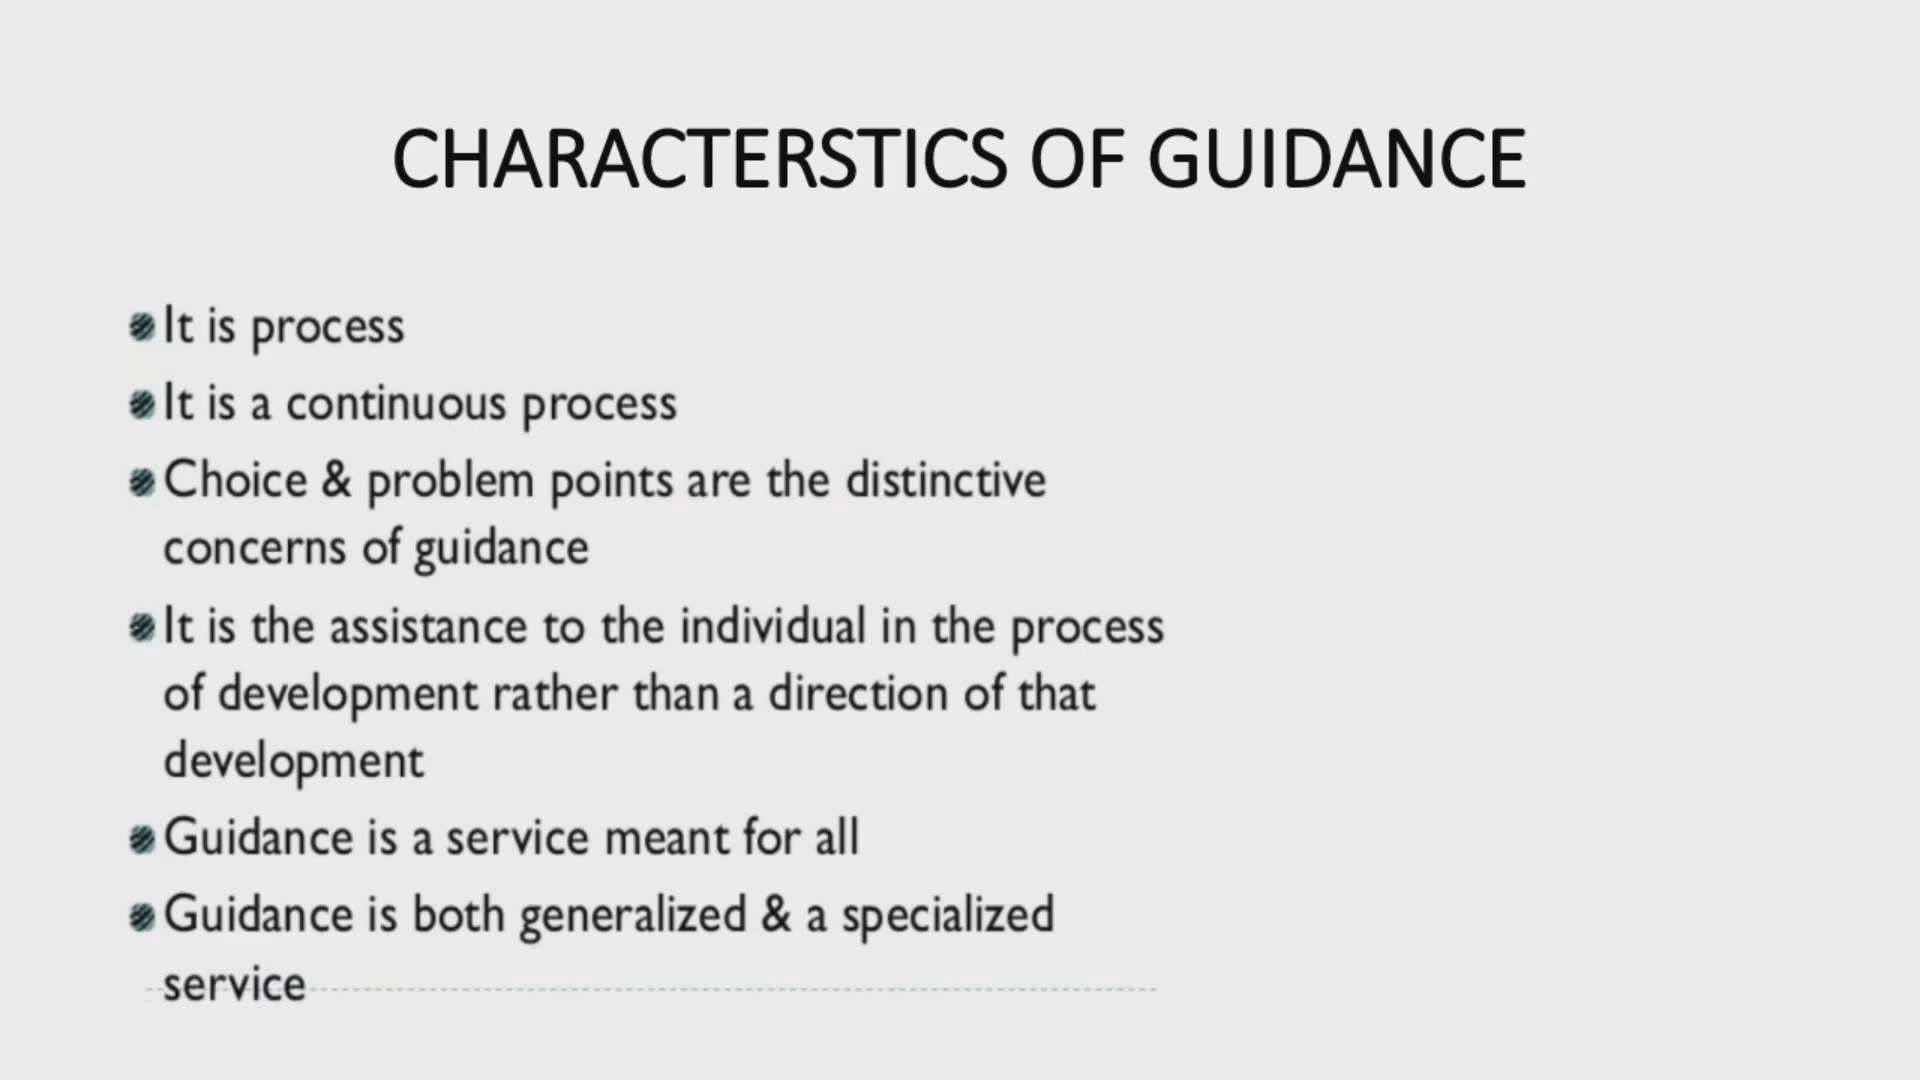 CHARACTERSTICS OF GUIDANCE
It is process
It is a continuous process
Choice & problem points are the distinctive
concerns of guidance
It is the assistance to the individual in the process
of development rather than a direction of that
development
Guidance is a service meant for all
Guidance is both generalized & a specialized
service